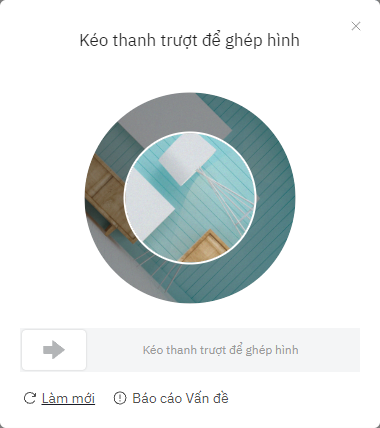 Kéo thanh trượt để ghép hình
Kéo thanh trượt để ghép hình
Làm mới
Báo cáo Vấn đề